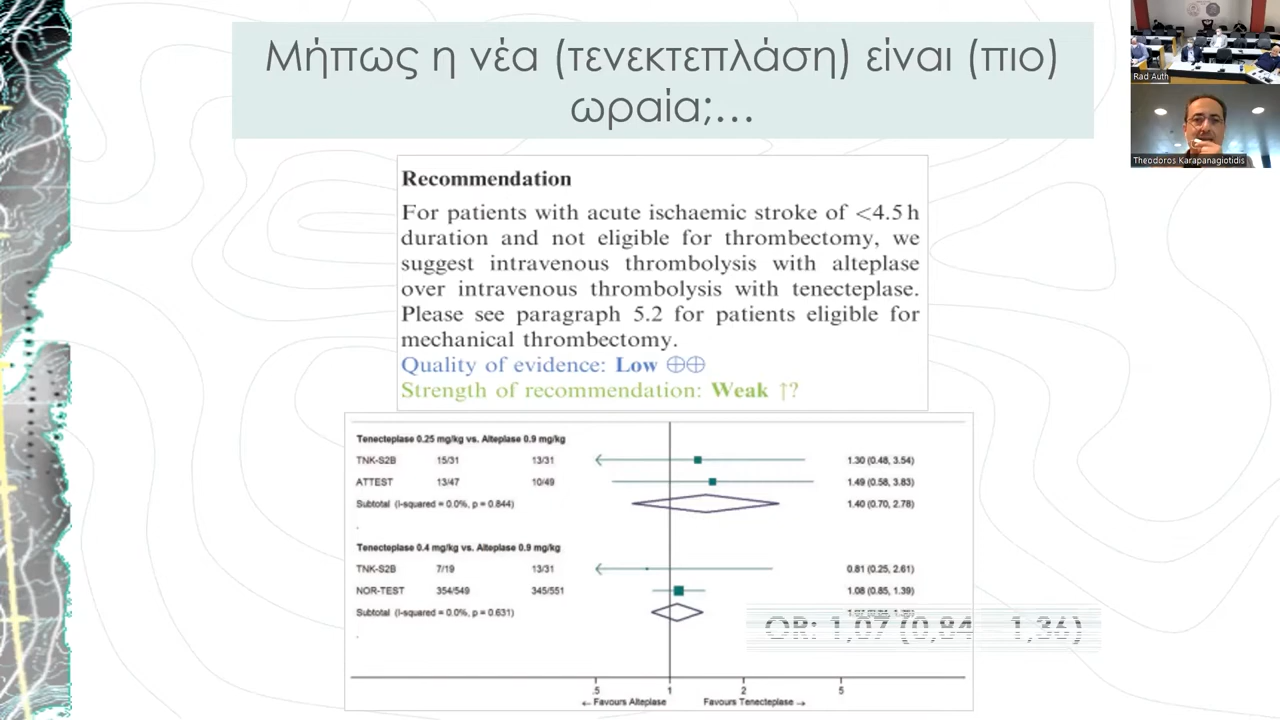 Μήπως η νέα (τενεκτεπλάση) είναι (πιο)
ωραία;...
Rad Auth
Theodoros Karapanagiotidis
Recommendation
For patients with acute ischaemic stroke of <4.5 h
duration and not eligible for thrombectomy, we
suggest intravenous thrombolysis with alteplase
over intravenous thrombolysis with tenecteplase.
Please see paragraph 5.2 for patients eligible for
mechanical thrombectomy.
Quality of evidence: Low ⊕⊕
Strength of recommendation: Weak ↑?
Tenecteplase 0.25 mg/kg vs. Alteplase 0.9 mg/kg
TNK-S2B 15/31 13/31 1.30 (0.48, 3.54)
ATTEST 13/47 10/49 1.49 (0.58, 3.83)
Subtotal (I-squared = 0.0%, p = 0.844) 1.40 (0.70, 2.78)
.
Tenecteplase 0.4 mg/kg vs. Alteplase 0.9 mg/kg
TNK-S2B 7/19 13/31 0.81 (0.25, 2.61)
NOR-TEST 354/549 345/551 1.08 (0.85, 1.39)
Subtotal (I-squared = 0.0%, p = 0.631)
OR: 1,07 (0,84 – 1,36)
.
.5 1 2 5
← Favours Alteplase Favours Tenecteplase →